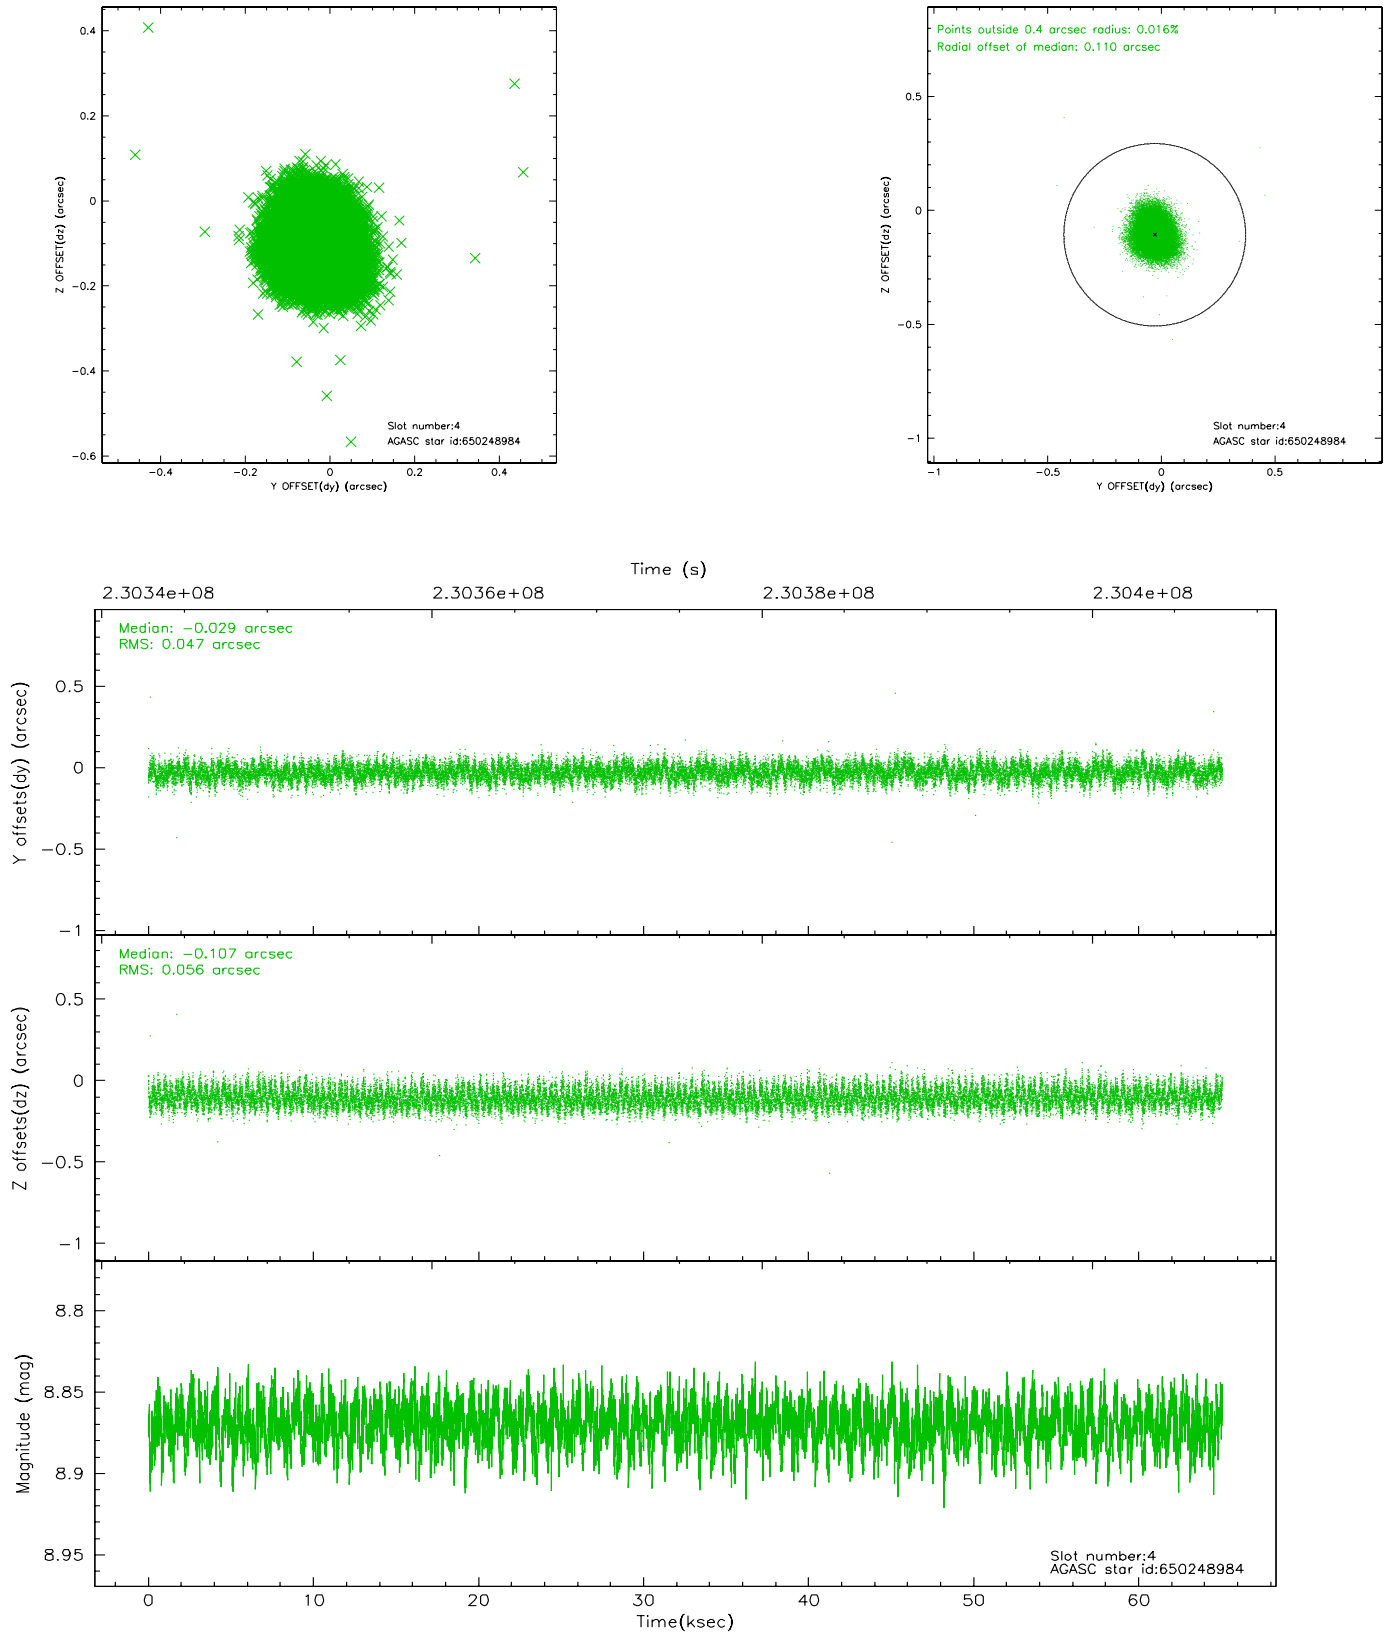 0.4
0.2
0
−0.2
−0.4
−0.6
−0.4
−0.2
0
0.2
0.4
Z OFFSET(dz) (arcsec)
Y OFFSET(dy) (arcsec)
Slot number:4
AGASC star id:650248984
Points outside 0.4 arcsec radius: 0.016%
Radial offset of median: 0.110 arcsec
0.5
0
−0.5
−1
−1
−0.5
0
0.5
Z OFFSET(dz) (arcsec)
Y OFFSET(dy) (arcsec)
Slot number:4
AGASC star id:650248984
Time (s)
2.3034e+08
2.3036e+08
2.3038e+08
2.304e+08
Median: −0.029 arcsec
RMS: 0.047 arcsec
0.5
0
−0.5
−1
Y offsets(dy) (arcsec)
Median: −0.107 arcsec
RMS: 0.056 arcsec
0.5
0
−0.5
−1
Z offsets(dz) (arcsec)
8.8
8.85
8.9
8.95
Magnitude (mag)
Slot number:4
AGASC star id:650248984
0
10
20
30
40
50
60
Time(ksec)